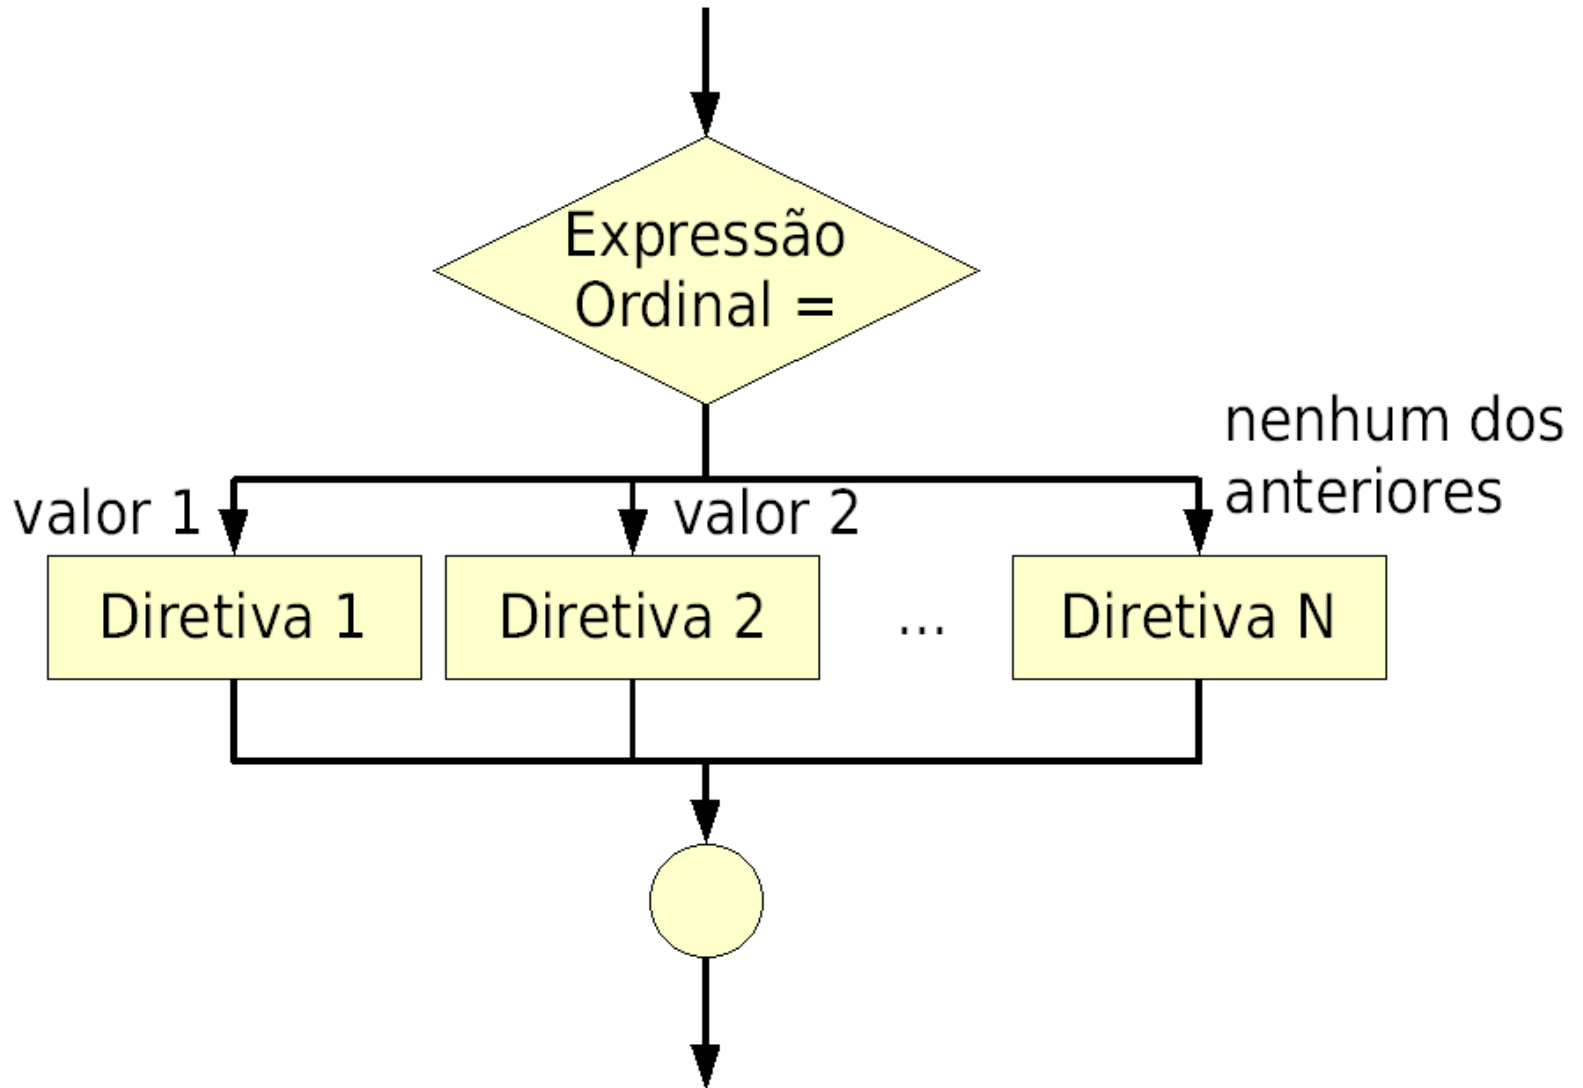 Expressão
Ordinal =
nenhum dos
anteriores
valor 1
valor 2
Diretiva 1
Diretiva 2
...
Diretiva N